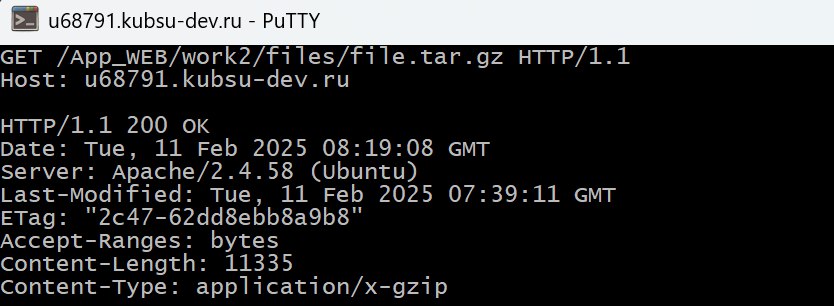 u68791.kubsu-dev.ru - PuTTY
GET /App_WEB/work2/files/file.tar.gz HTTP/1.1
Host: u68791.kubsu-dev.ru
HTTP/1.1 200 OK
Date: Tue, 11 Feb 2025 08:19:08 GMT
Server: Apache/2.4.58 (Ubuntu)
Last-Modified: Tue, 11 Feb 2025 07:39:11 GMT
ETag: "2c47-62dd8ebb8a9b8"
Accept-Ranges: bytes
Content-Length: 11335
Content-Type: application/x-gzip